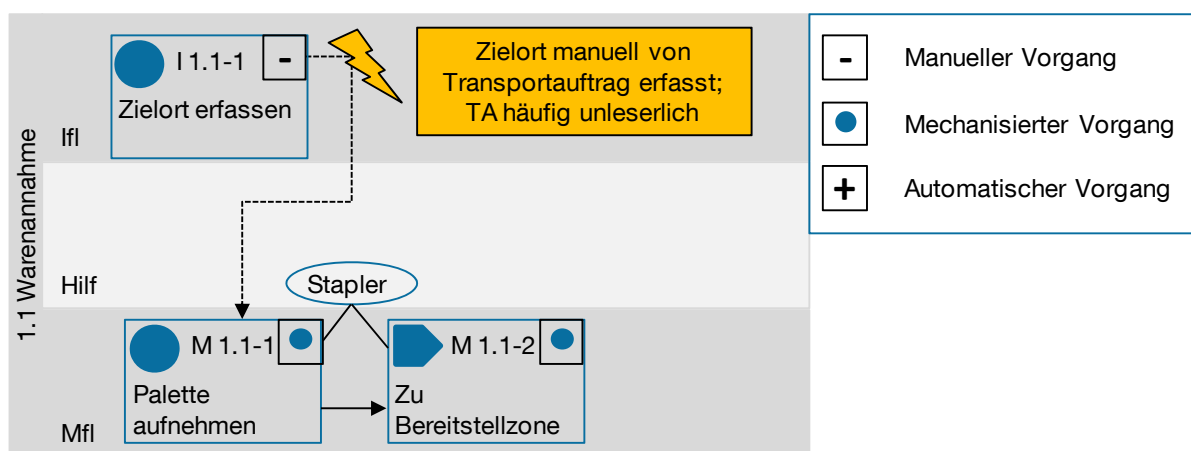 1.1 Warenannahme
Ifl
I 1.1-1
-
Zielort erfassen
Zielort manuell von
Transportauftrag erfasst;
TA häufig unleserlich
Hilf
Stapler
Mfl
M 1.1-1
Palette
aufnehmen
M 1.1-2
Zu
Bereitstellzone
-
Manueller Vorgang
Mechanisierter Vorgang
+
Automatischer Vorgang